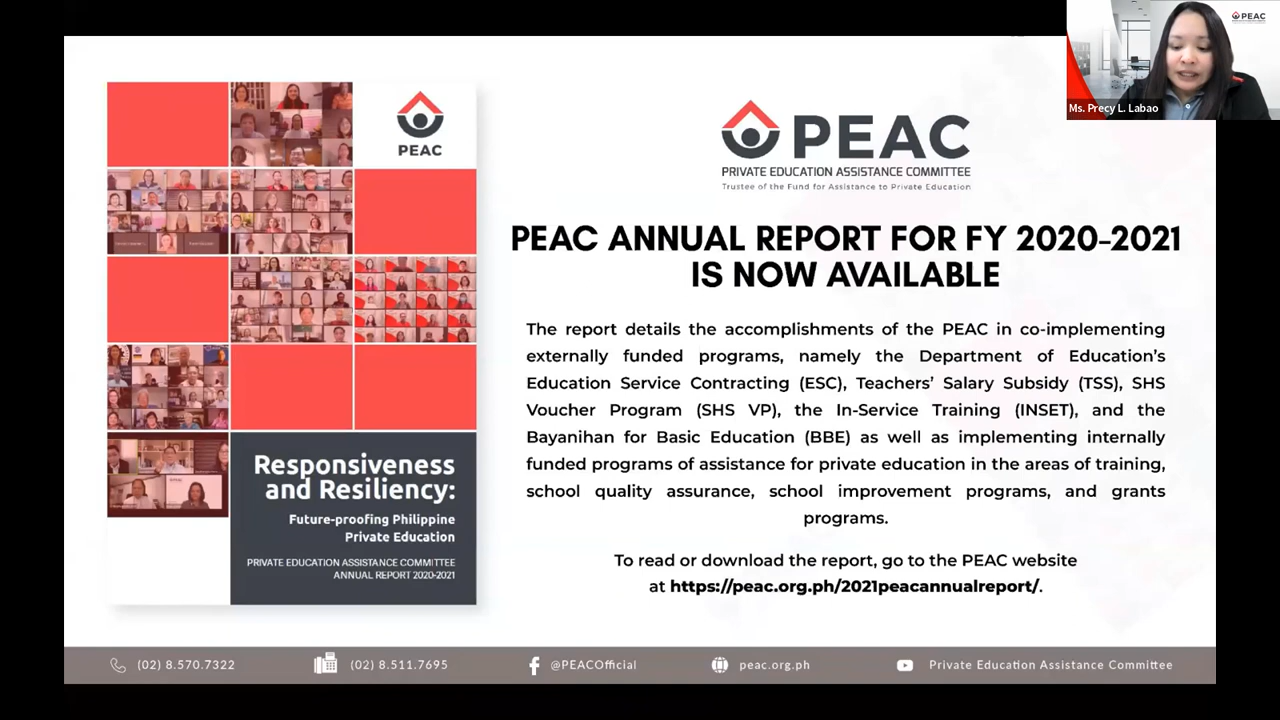 PEAC
Ms. Precy L. Labao
PEAC
PEAC
PRIVATE EDUCATION ASSISTANCE COMMITTEE
Trustee of the Fund for Assistance to Private Education
PEAC ANNUAL REPORT FOR FY 2020-2021
IS NOW AVAILABLE
The report details the accomplishments of the PEAC in co-implementing
externally funded programs, namely the Department of Education's
Education Service Contracting (ESC), Teachers' Salary Subsidy (TSS), SHS
Voucher Program (SHS VP), the In-Service Training (INSET), and the
Bayanihan for Basic Education (BBE) as well as implementing internally
funded programs of assistance for private education in the areas of training,
school quality assurance, school improvement programs, and grants
programs.
To read or download the report, go to the PEAC website
at https://peac.org.ph/2021peacannualreport/.
Responsiveness
and Resiliency:
Future-proofing Philippine
Private Education
PRIVATE EDUCATION ASSISTANCE COMMITTEE
ANNUAL REPORT 2020-2021
(02) 8.570.7322
(02) 8.511.7695
@PEACOfficial
peac.org.ph
Private Education Assistance Committee